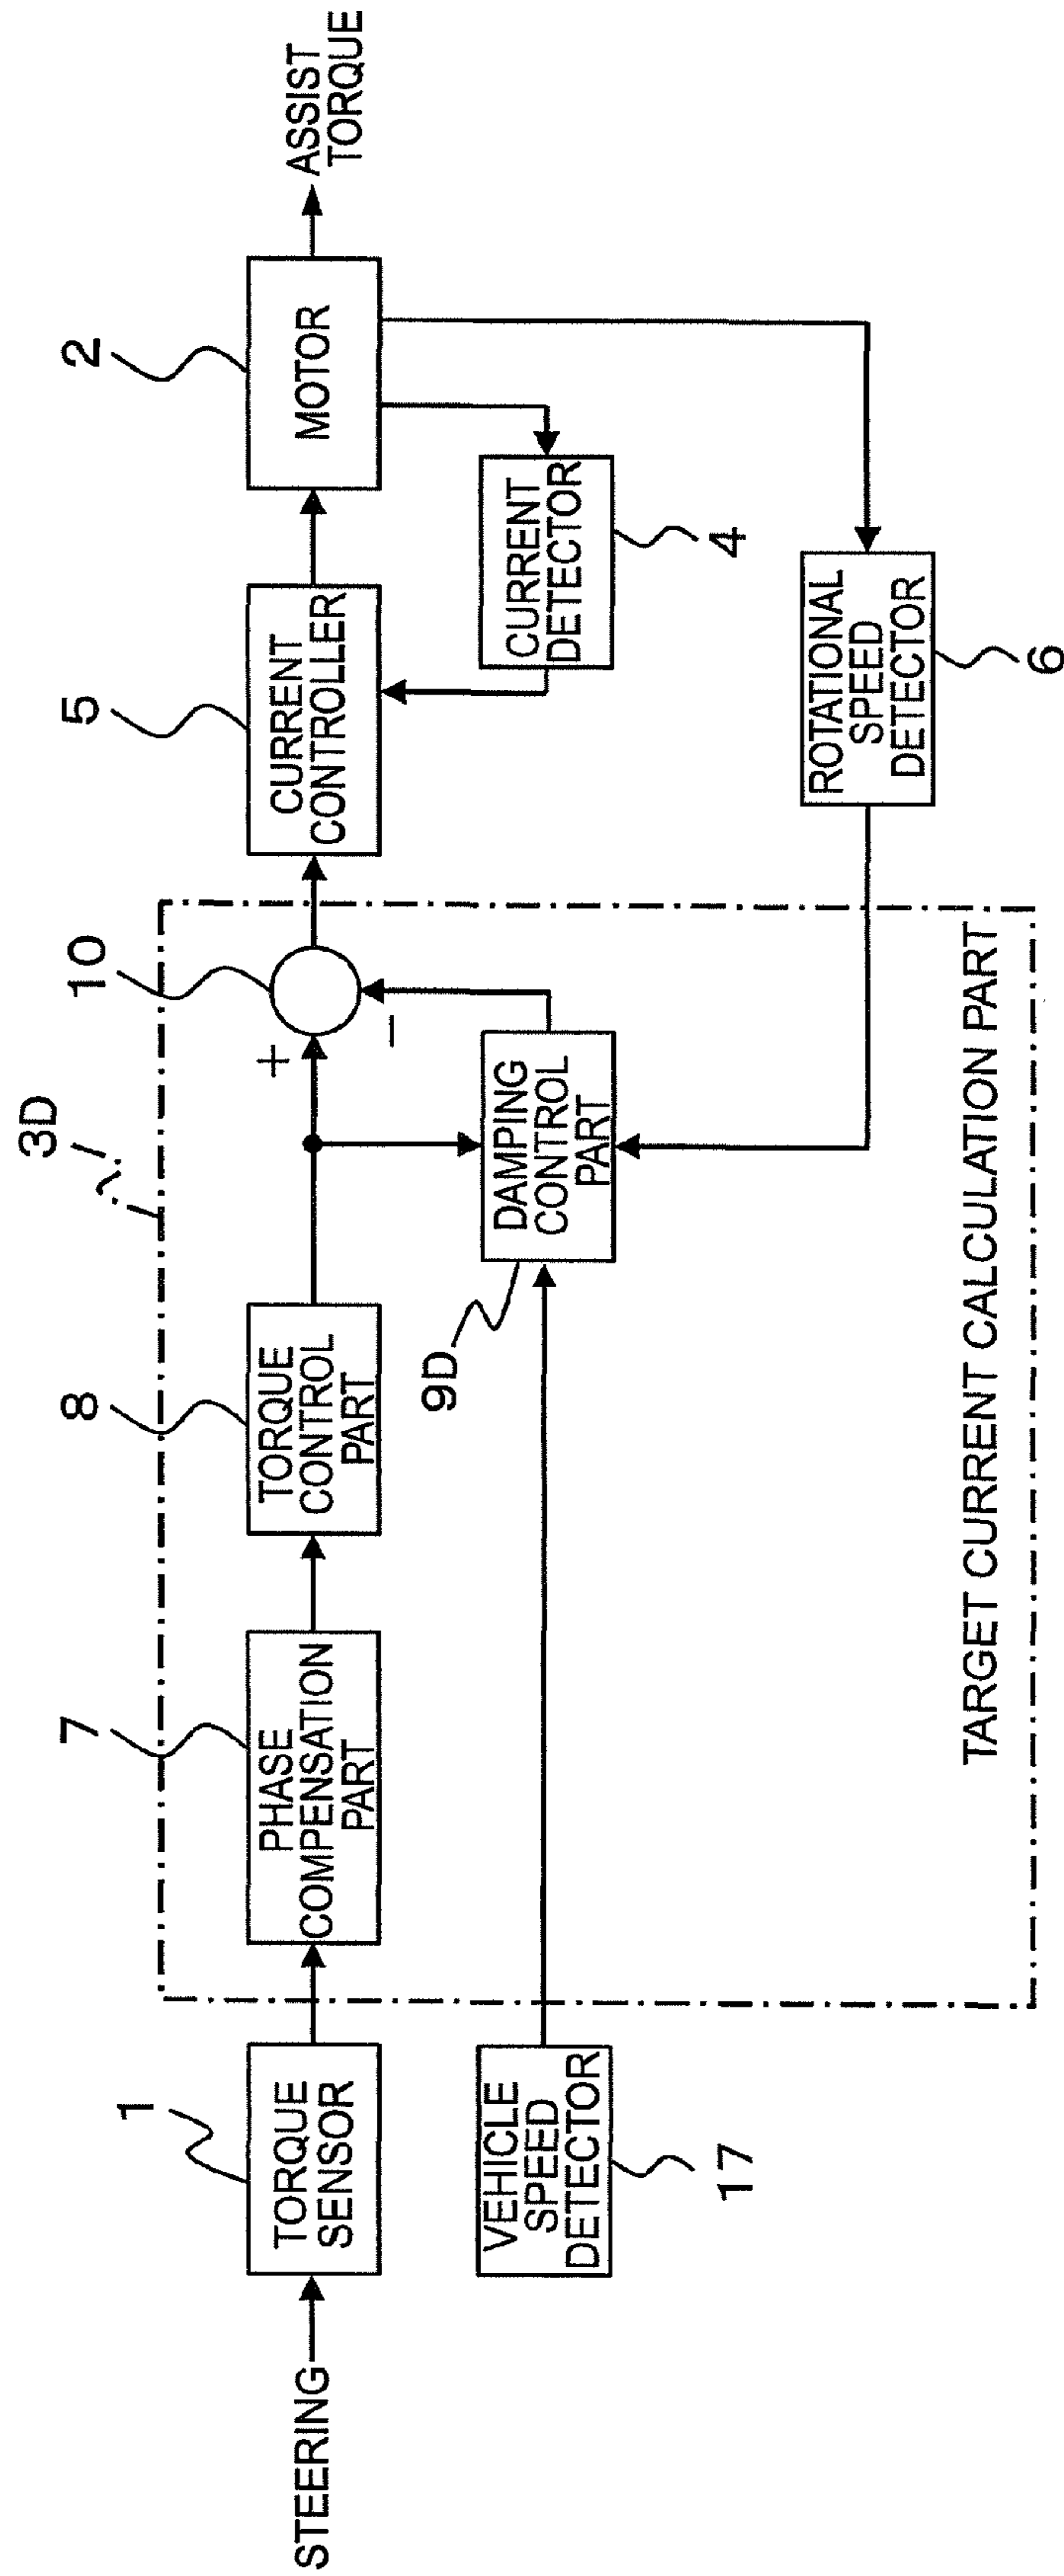 3D
1
7
8
10
5
2
STEERING
TORQUE
SENSOR
PHASE
COMPENSATION
PART
TORQUE
CONTROL
PART
+
−
CURRENT
CONTROLLER
MOTOR
ASSIST
TORQUE
VEHICLE
SPEED
DETECTOR
17
9D
DAMPING
CONTROL
PART
CURRENT
DETECTOR
4
ROTATIONAL
SPEED
DETECTOR
6
TARGET CURRENT CALCULATION PART